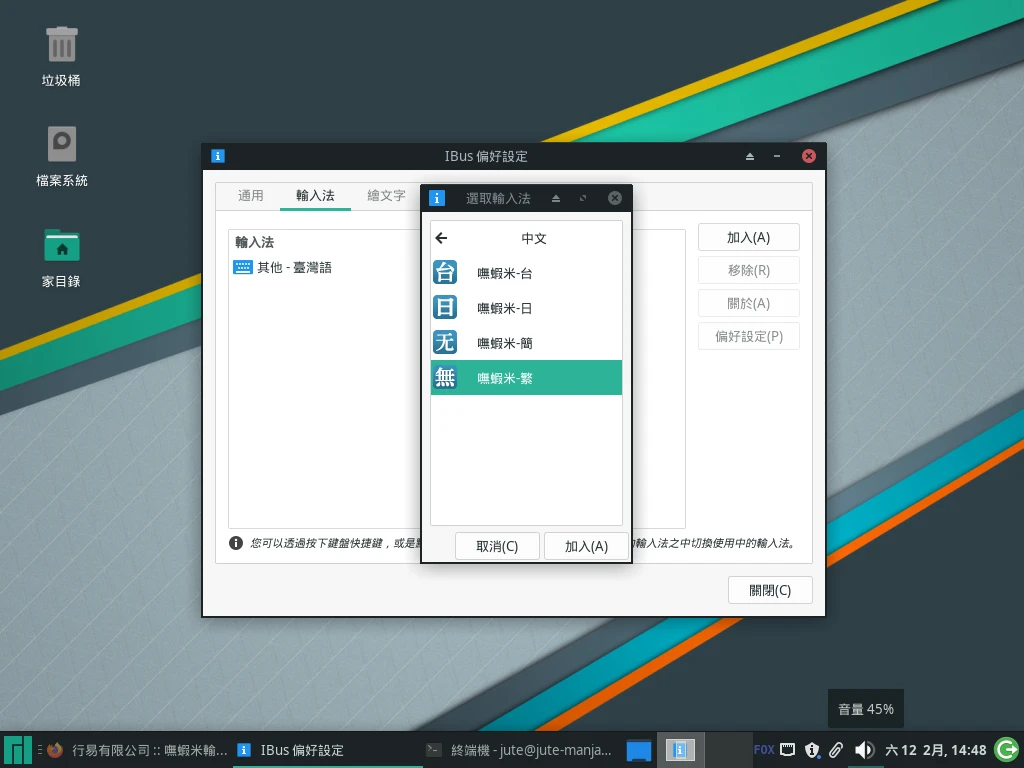 垃圾桶
檔案系統
家目錄
IBus 偏好設定
通用
輸入法
繪文字
輸入法
其他 - 臺灣語
加入(A)
移除(R)
關於(A)
偏好設定(P)
您可以透過按下鍵盤快捷鍵，或是
輸入法之中切換使用中的輸入法。
關閉(C)
選取輸入法
中文
台 嘸蝦米-台
日 嘸蝦米-日
无 嘸蝦米-簡
無 嘸蝦米-繁
取消(C)
加入(A)
音量 45%
行易有限公司 :: 嘸蝦米輸...
IBus 偏好設定
終端機 - jute@jute-manja...
FOX
六 12 2月, 14:48